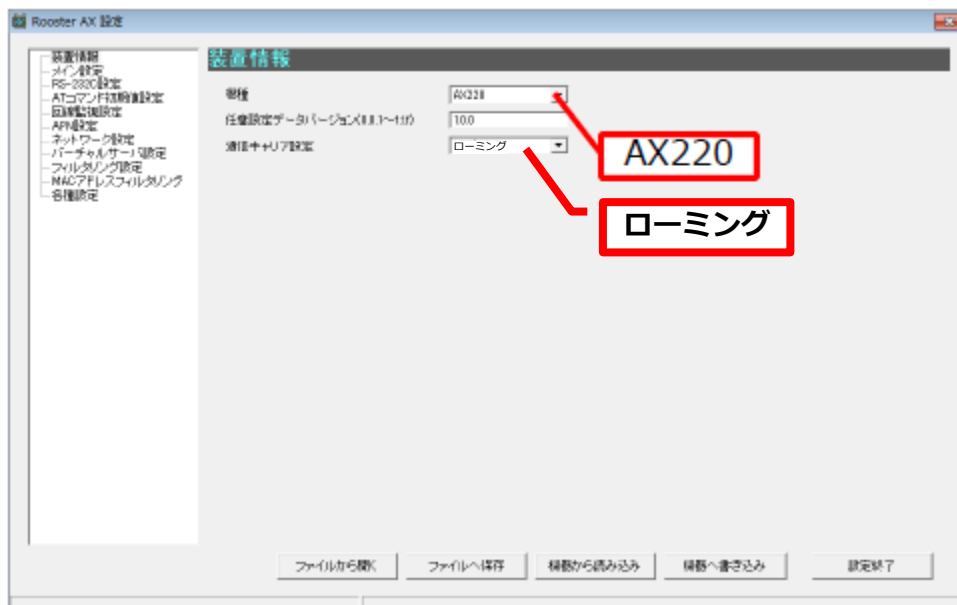 Rooster AX 設定
装置情報
メイン設定
RS-232C設定
ATコマンド初期値設定
回線監視設定
APN設定
ネットワーク設定
バーチャルサーバ設定
フィルタリング設定
MACアドレスフィルタリング
各種設定
装置情報
機種
AX220
任意設定データバージョン(0.0.1~f.f.f)
1.0.0
通信キャリア設定
ローミング
AX220
ローミング
ファイルから開く
ファイルへ保存
機器から読み込み
機器へ書き込み
設定終了